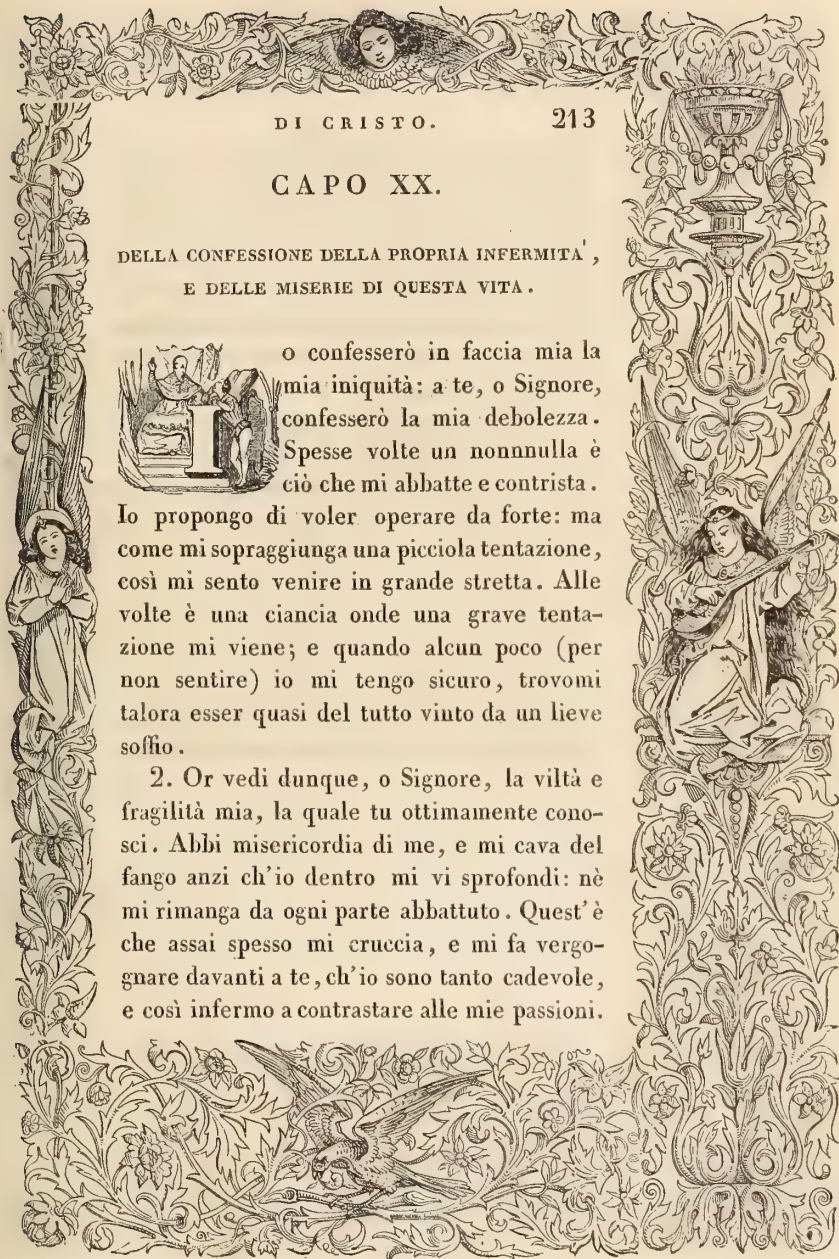 DI CRISTO. 213
CAPO XX.
DELLA CONFESSIONE DELLA PROPRIA INFERMITA',
E DELLE MISERIE DI QUESTA VITA.
Io confesserò in faccia mia la
mia iniquità: a te, o Signore,
confesserò la mia debolezza.
Spesse volte un nonnnulla è
ciò che mi abbatte e contrista.
Io propongo di voler operare da forte: ma
come mi sopraggiunga una picciola tentazione,
così mi sento venire in grande stretta. Alle
volte è una ciancia onde una grave tenta-
zione mi viene; e quando alcun poco (per
non sentire) io mi tengo sicuro, trovomi
talora esser quasi del tutto vinto da un lieve
soffio.
2. Or vedi dunque, o Signore, la viltà e
fragilità mia, la quale tu ottimamente cono-
sci. Abbi misericordia di me, e mi cava del
fango anzi ch'io dentro mi vi sprofondi: nè
mi rimanga da ogni parte abbattuto. Quest'è
che assai spesso mi cruccia, e mi fa vergo-
gnare davanti a te, ch'io sono tanto cadevole,
e così infermo a contrastare alle mie passioni.